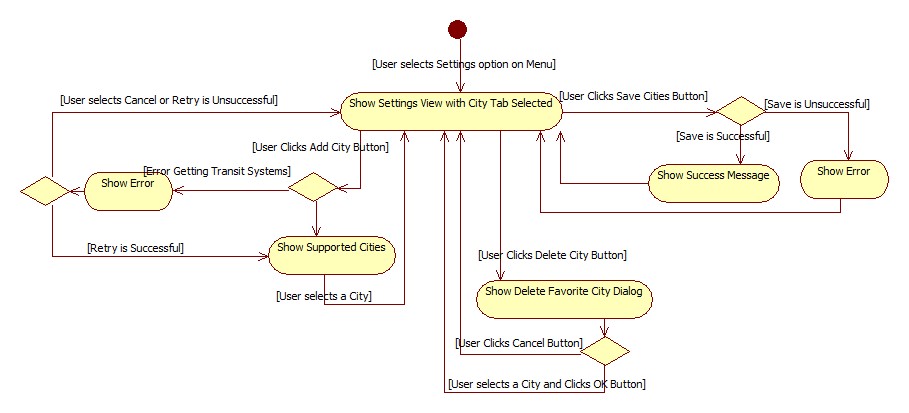 [User selects Settings option on Menu]
[User selects Cancel or Retry is Unsuccessful]
Show Settings View with City Tab Selected
[User Clicks Save Cities Button]
[Save is Unsuccessful]
[Save is Successful]
[User Clicks Add City Button]
[Error Getting Transit Systems]
Show Error
Show Success Message
Show Error
[Retry is Successful]
Show Supported Cities
[User Clicks Delete City Button]
[User selects a City]
Show Delete Favorite City Dialog
[User Clicks Cancel Button]
[User selects a City and Clicks OK Button]